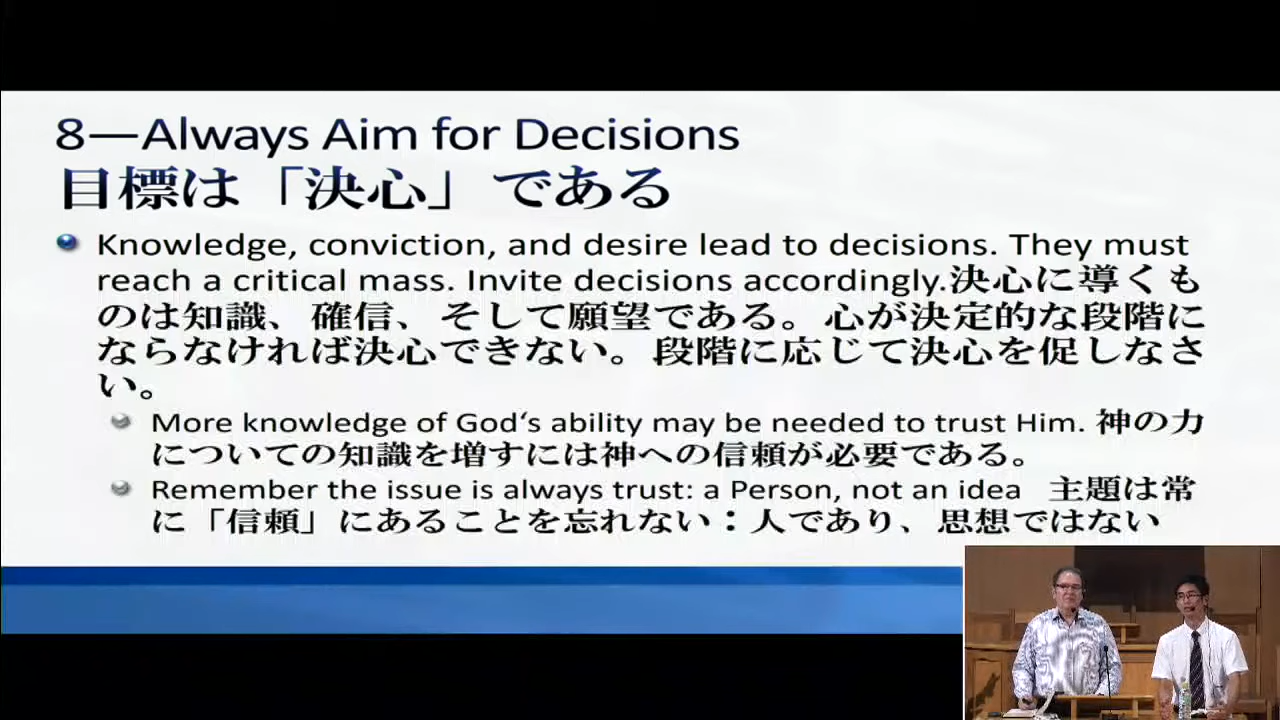 8—Always Aim for Decisions
目標は「決心」である
Knowledge, conviction, and desire lead to decisions. They must
reach a critical mass. Invite decisions accordingly.決心に導くも
のは知識、確信、そして願望である。心が決定的な段階に
ならなければ決心できない。段階に応じて決心を促しなさ
い。
More knowledge of God‘s ability may be needed to trust Him. 神の力
についての知識を増すには神への信頼が必要である。
Remember the issue is always trust: a Person, not an idea 主題は常
に「信頼」にあることを忘れない：人であり、思想ではない